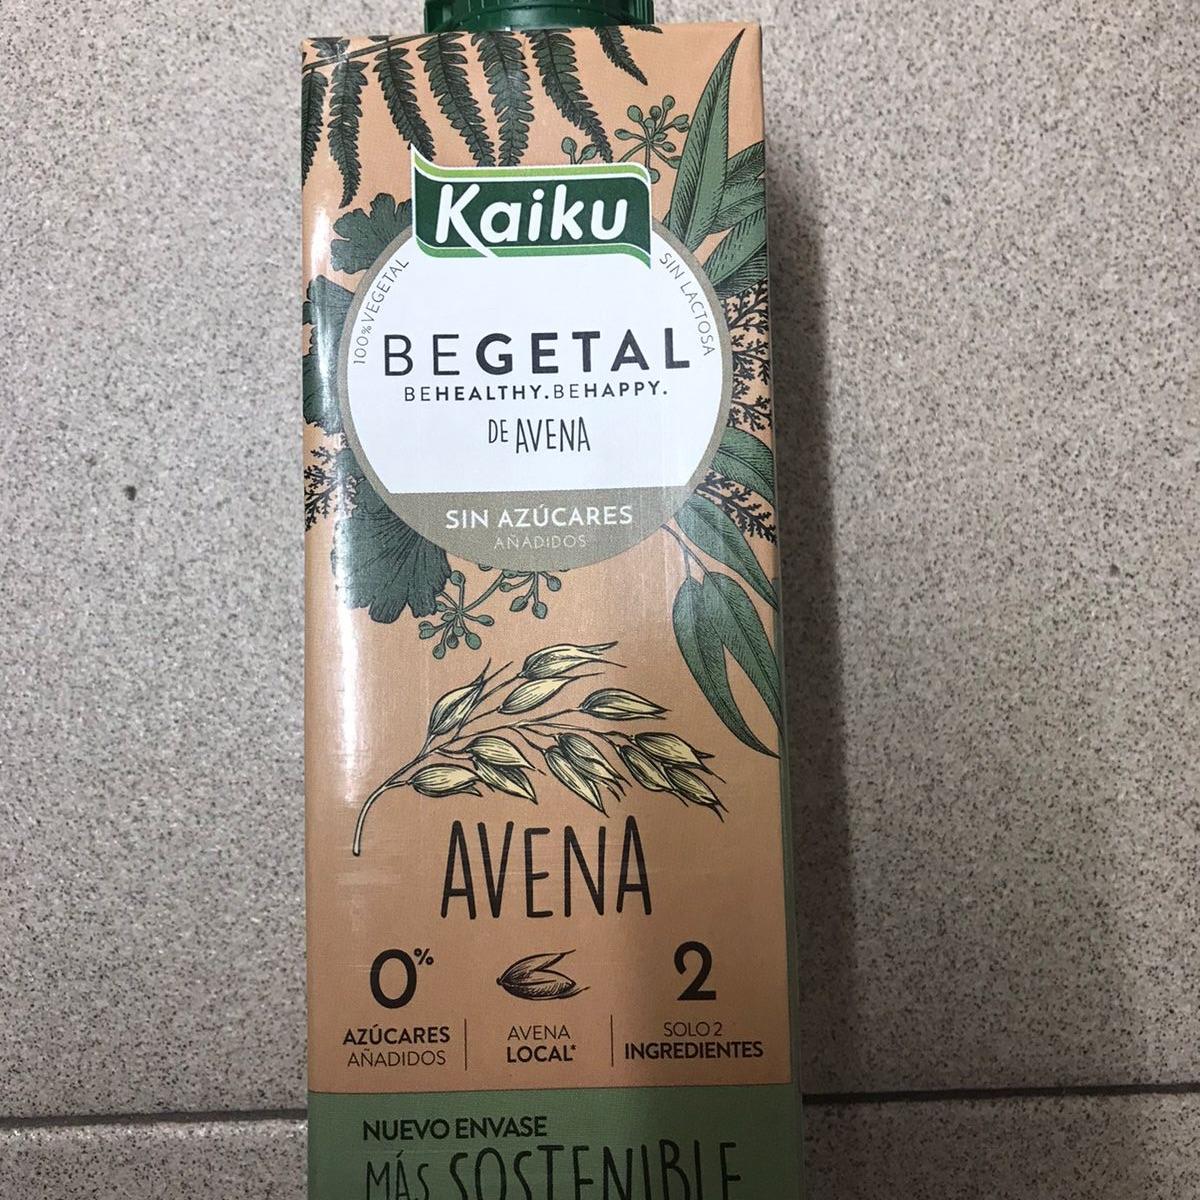 Kaiku
100% VEGETAL
SIN LACTOSA
BEGETAL
BEHEALTHY.BEHAPPY.
DE AVENA
SIN AZÚCARES
AÑADIDOS
AVENA
0%
AZÚCARES
AÑADIDOS
AVENA
LOCAL*
2
SOLO 2
INGREDIENTES
NUEVO ENVASE
MÁS SOSTENIBLE